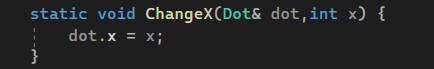 static void ChangeX(Dot& dot,int x) {
    dot.x = x;
}